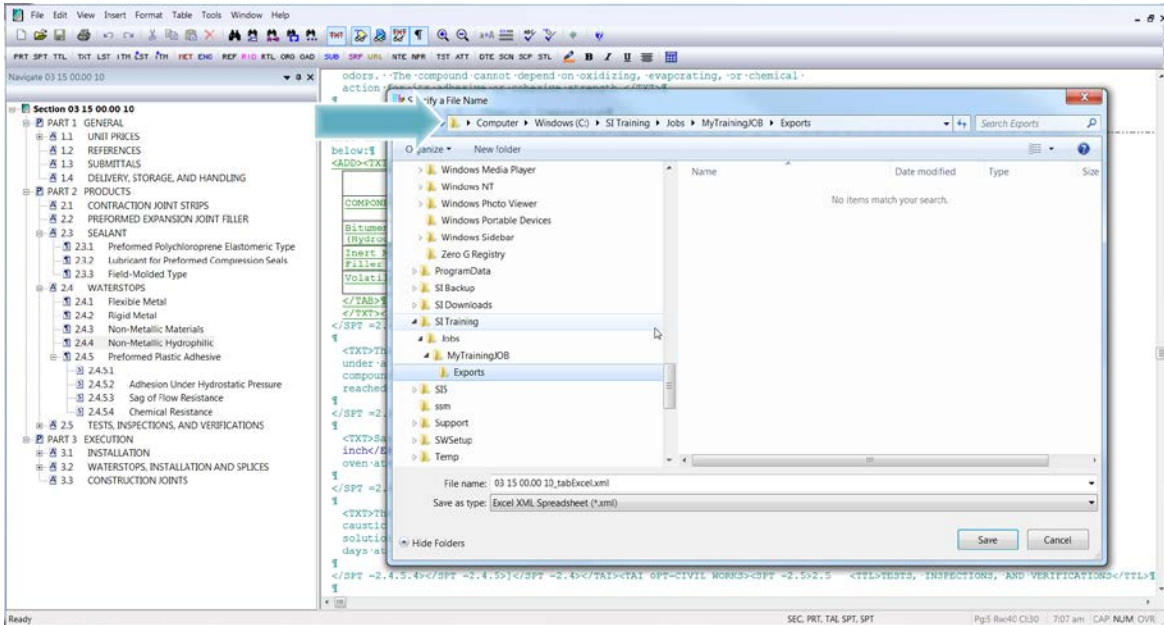 File Edit View Insert Format Table Tools Window Help
PRT SPT TTL TXT LST ITM LST ITM MET ENG REF RID RTL ORG OAD SUB SRF URL NTE NPR TST ATT DTE SCN SCP STL B I U
Navigate 03 15 00.00 10
Section 03 15 00.00 10
PART 1 GENERAL
1.1 UNIT PRICES
1.2 REFERENCES
1.3 SUBMITTALS
1.4 DELIVERY, STORAGE, AND HANDLING
PART 2 PRODUCTS
2.1 CONTRACTION JOINT STRIPS
2.2 PREFORMED EXPANSION JOINT FILLER
2.3 SEALANT
2.3.1 Preformed Polychloroprene Elastomeric Type
2.3.2 Lubricant for Preformed Compression Seals
2.3.3 Field-Molded Type
2.4 WATERSTOPS
2.4.1 Flexible Metal
2.4.2 Rigid Metal
2.4.3 Non-Metallic Materials
2.4.4 Non-Metallic Hydrophilic
2.4.5 Preformed Plastic Adhesive
2.4.5.1
2.4.5.2 Adhesion Under Hydrostatic Pressure
2.4.5.3 Sag of Flow Resistance
2.4.5.4 Chemical Resistance
2.5 TESTS, INSPECTIONS, AND VERIFICATIONS
PART 3 EXECUTION
3.1 INSTALLATION
3.2 WATERSTOPS, INSTALLATION AND SPLICES
3.3 CONSTRUCTION JOINTS
odors. The compound cannot depend on oxidizing, evaporating, or chemical
action
below:¶
<ADD><TXT
COMPON
Bitume
(Hydro
Inert
Filler
Volati
</TAB>¶
</TXT><
</SPT =2.
<TXT>Th
under a
compoun
reached
</SPT =2.
<TXT>Sa
inch</E
oven at
</SPT =2.
<TXT>Th
caustic
solutio
days at
</SPT =2.4.5.4></SPT =2.4.5>]</SPT =2.4></TAI><TAI OPT=CIVIL WORKS><SPT =2.5>2.5 <TTL>TESTS, INSPECTIONS, AND VERIFICATIONS</TTL>¶
a File Name
Computer Windows (C:) SI Training Jobs MyTrainingJOB Exports
Search Exports
New folder
Windows Media Player
Windows NT
Windows Photo Viewer
Windows Portable Devices
Windows Sidebar
Zero G Registry
ProgramData
SI Backup
SI Downloads
SI Training
Jobs
MyTrainingJOB
Exports
SIS
ssm
Support
SWSetup
Temp
Name Date modified Type Size
No items match your search.
File name: 03 15 00.00 10_tabExcel.xml
Save as type: Excel XML Spreadsheet (*.xml)
Hide Folders
Save Cancel
Ready
SEC, PRT, TAI, SPT, SPT
7:07 am CAP NUM OVR